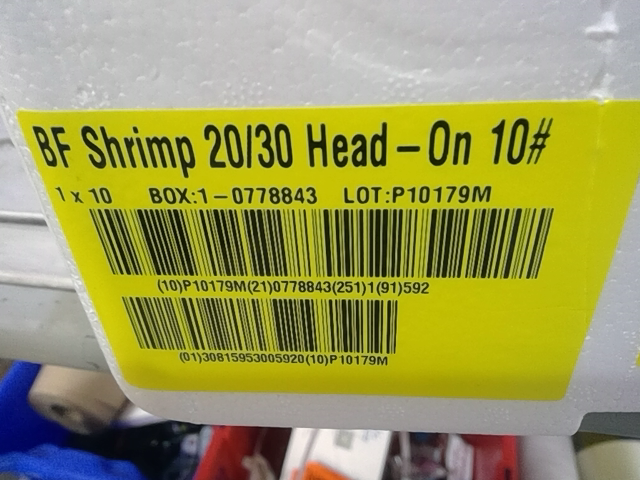 BF Shrimp 20/30 Head-On 10#
1 x 10 BOX:1-0778843 LOT:P10179M
(10)P10179M(21)0778843(251)1(91)592
(01)30815953005920(10)P10179M